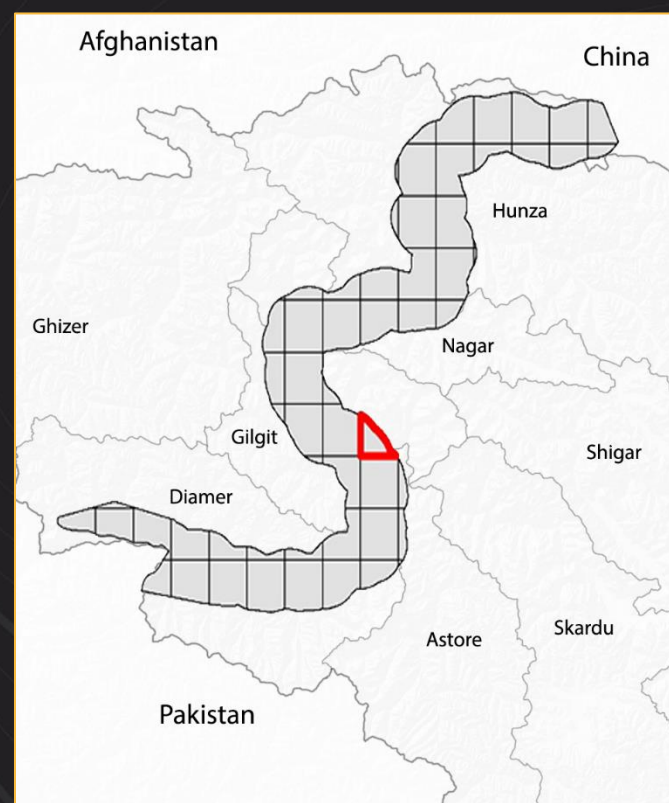 Afghanistan
China
Hunza
Ghizer
Nagar
Gilgit
Shigar
Diamer
Skardu
Astore
Pakistan